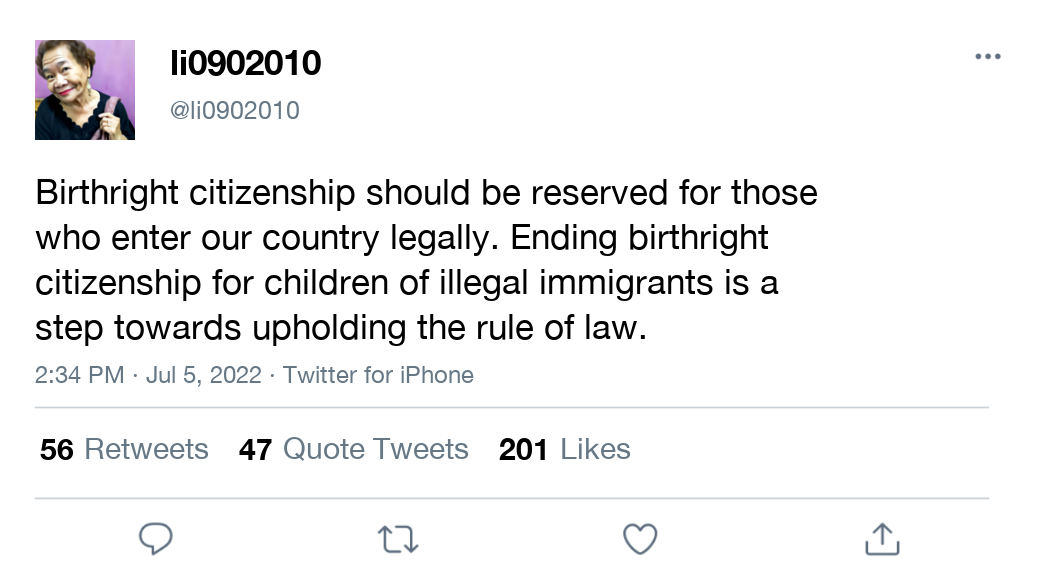 li0902010
@li0902010
Birthright citizenship should be reserved for those
who enter our country legally. Ending birthright
citizenship for children of illegal immigrants is a
step towards upholding the rule of law.
2:34 PM · Jul 5, 2022 · Twitter for iPhone
56 Retweets 47 Quote Tweets 201 Likes